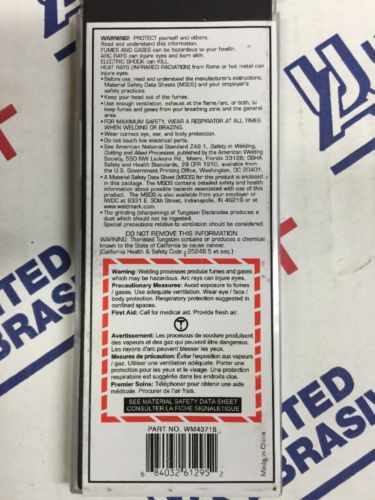 WARNING! PROTECT yourself and others.
Read and understand this information.
FUMES AND GASES can be hazardous to your health.
ARC RAYS can injure eyes and burn skin.
ELECTRIC SHOCK can KILL.
HEAT RAYS (INFRARED RADIATION) from flame or hot metal can
injure eyes.
• Before use, read and understand the manufacturer's instructions,
Material Safety Data Sheets (MSDS) and your employer's
safety practices.
• Keep your head out of the fumes.
• Use enough ventilation, exhaust at the flame/arc, or both, to
keep fumes and gases from your breathing zone and the general
area.
• FOR MAXIMUM SAFETY, WEAR A RESPIRATOR AT ALL TIMES
WHEN WELDING OR BRAZING.
• Wear correct eye, ear, and body protection.
• Do not touch live electrical parts.
• See American National Standard Z49.1, Safety in Welding,
Cutting and Allied Processes, published by the American Welding
Society, 550 NW LeJeune Rd., Miami, Florida 33126. OSHA
Safety and Health Standards, 29 CFR 1910, available from
the U.S. Government Printing Office, Washington, DC 20401.
• A Material Safety Data Sheet (MSDS) for this product is enclosed
in this package. The MSDS contains detailed safety and health
information about possible hazards associated with use of this
product. The MSDS is also available from your employer or
IWDC at 8331 E. 30th Street, Indianapolis, IN 46219 or at
www.weldmark.com.
• The grinding (sharpening) of Tungsten Electrodes produces a
dust which should not be ingested.
Special precautions relative to ventilation should be considered.
DO NOT REMOVE THIS INFORMATION
WARNING: Thoriated Tungsten contains or produces a chemical
known to the State of California to cause cancer.
(California Health & Safety Code § 25249.5 et seq.)
Warning: Welding processes produce fumes and gases
which may be hazardous. Arc rays can injure eyes.
Precautionary Measures: Avoid exposure to fumes
/ gases. Use adequate ventilation. Wear eye / face /
body protection. Respiratory protection suggested in
confined spaces.
First Aid: Call for medical aid. Provide fresh air.
T
Avertissement: Les processus de soudure produisent
des vapeurs et des gaz qui peuvent être dangereux.
Les rayons d'arc peuvent blesser les yeux.
Mesures de précaution: Éviter l'exposition aux vapeurs
/ gaz. Utiliser une ventilation adéquate. Porter une
protection pour les yeux et le visage. Une protection
respiratoire est suggérée dans les endroits clos.
Premier Soins: Téléphoner pour obtenir une aide
médicale. Procurer de l'air frais.
SEE MATERIAL SAFETY DATA SHEET
CONSULTER LA FICHE SIGNALETIQUE
PART NO. WM43718
6 84032 61295 2
Made in China
UNITED
ABRASIV